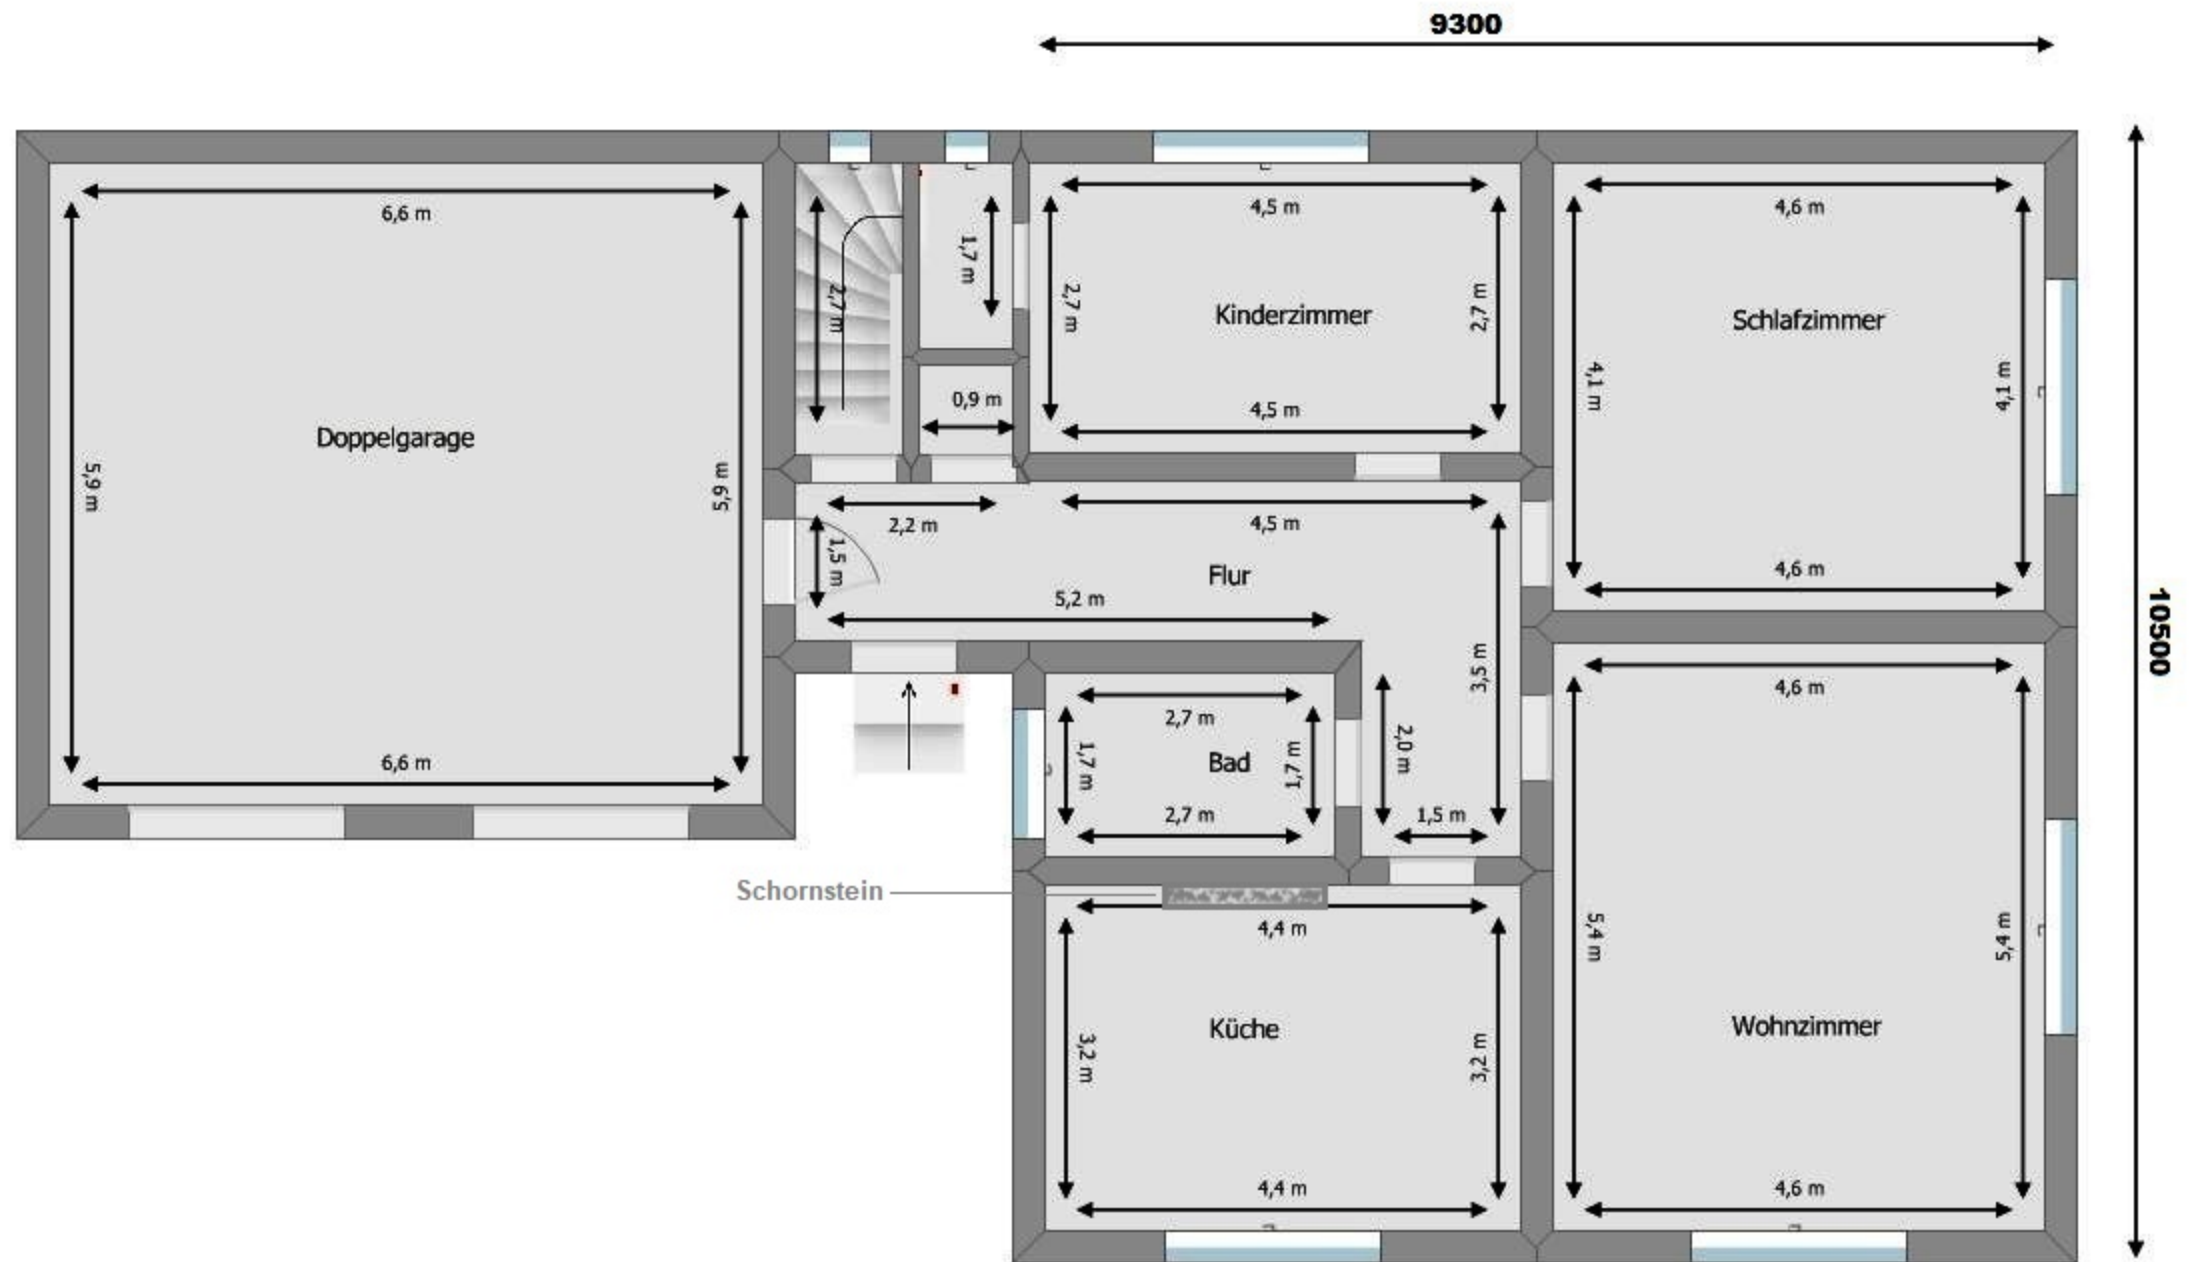 9300
10500
6,6 m
5,9 m
5,9 m
Doppelgarage
6,6 m
2,7 m
1,7 m
0,9 m
4,5 m
2,7 m
2,7 m
Kinderzimmer
4,5 m
4,6 m
4,1 m
4,1 m
Schlafzimmer
4,6 m
2,2 m
4,5 m
1,5 m
Flur
5,2 m
3,5 m
2,0 m
1,5 m
2,7 m
1,7 m
1,7 m
Bad
2,7 m
Schornstein
4,4 m
3,2 m
3,2 m
Küche
4,4 m
4,6 m
5,4 m
5,4 m
Wohnzimmer
4,6 m